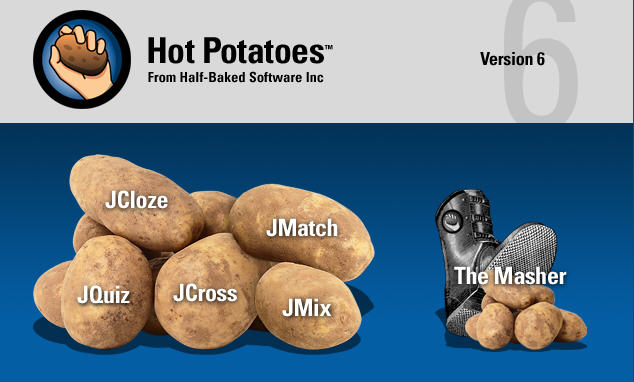 Hot Potatoes™
From Half-Baked Software Inc
Version 6
6
JCloze
JMatch
JQuiz
JCross
JMix
The Masher